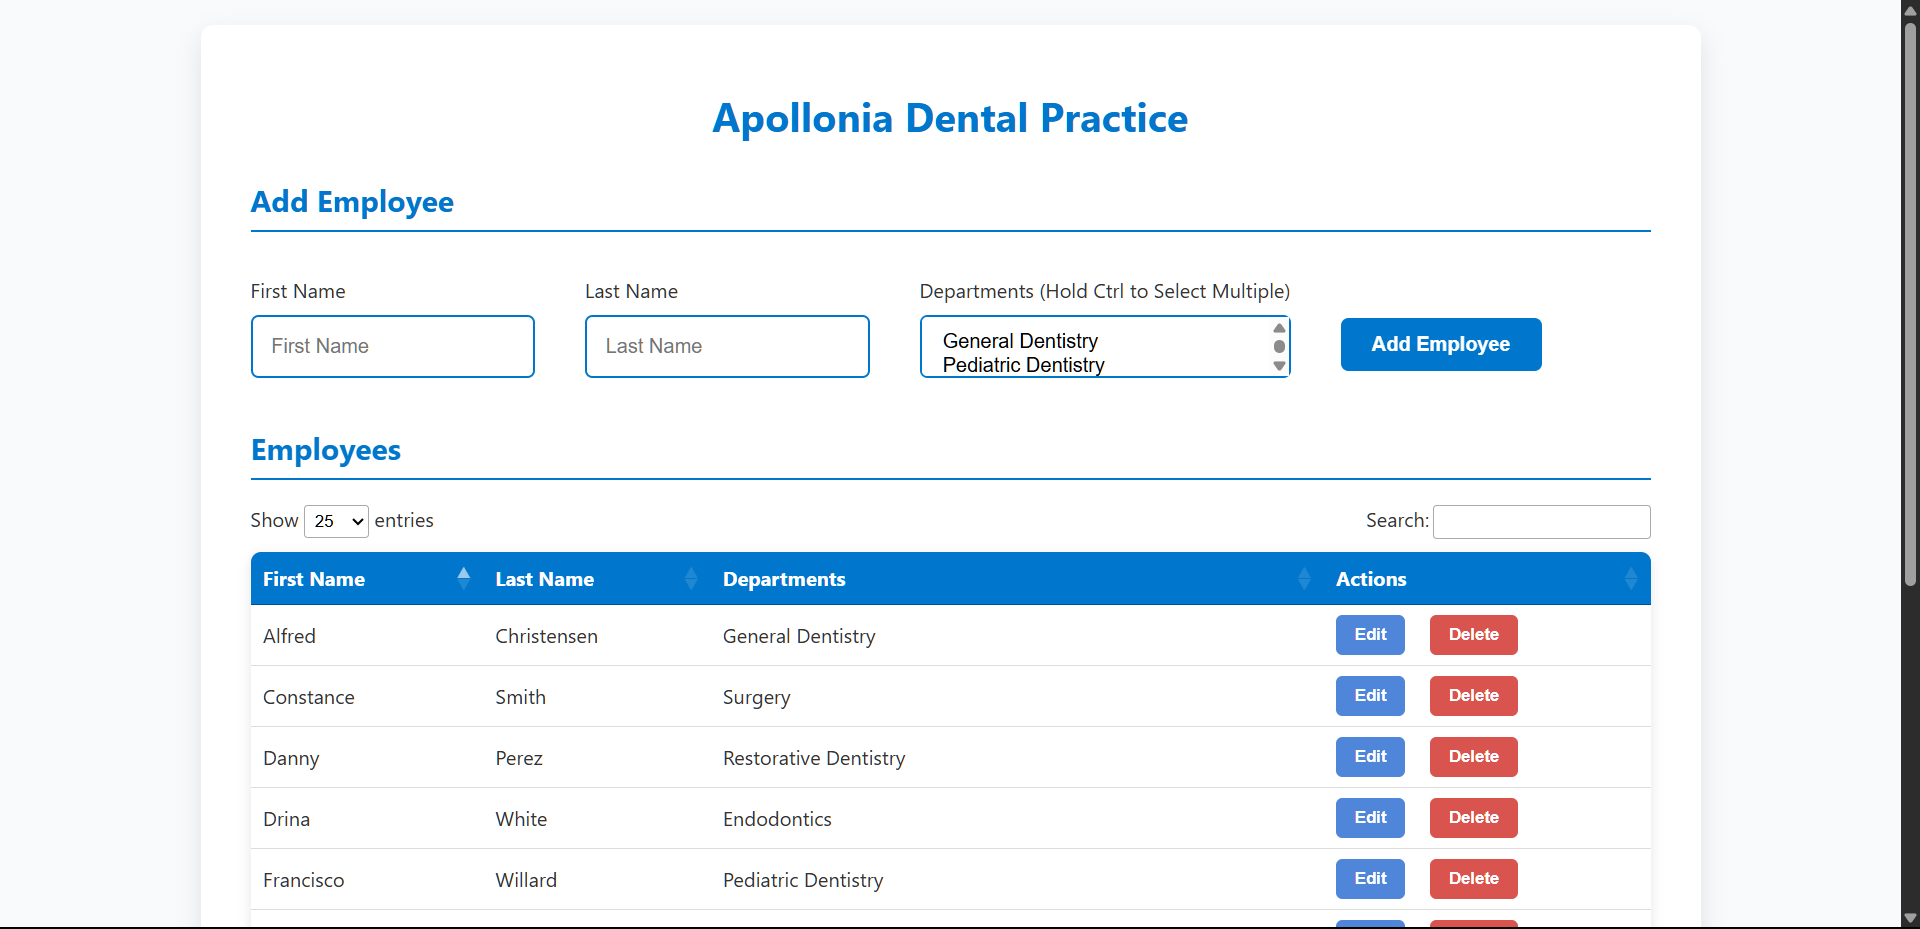 Apollonia Dental Practice
Add Employee
First Name Last Name Departments (Hold Ctrl to Select Multiple)
First Name Last Name General Dentistry Add Employee
Pediatric Dentistry
Employees
Show 25 entries Search:
First Name Last Name Departments Actions
Alfred Christensen General Dentistry Edit Delete
Constance Smith Surgery Edit Delete
Danny Perez Restorative Dentistry Edit Delete
Drina White Endodontics Edit Delete
Francisco Willard Pediatric Dentistry Edit Delete